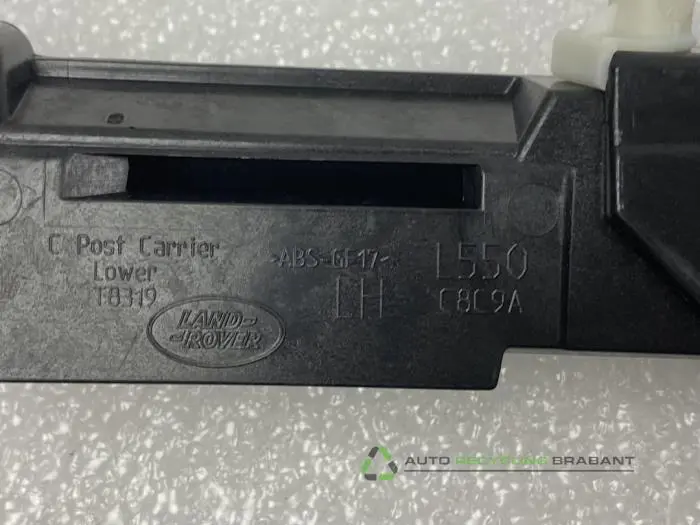 C Post Carrier
Lower
T8319
LAND-
-ROVER
>ABS-GF17<
LH
L550
C8C9A
AUTO RECYCLING BRABANT